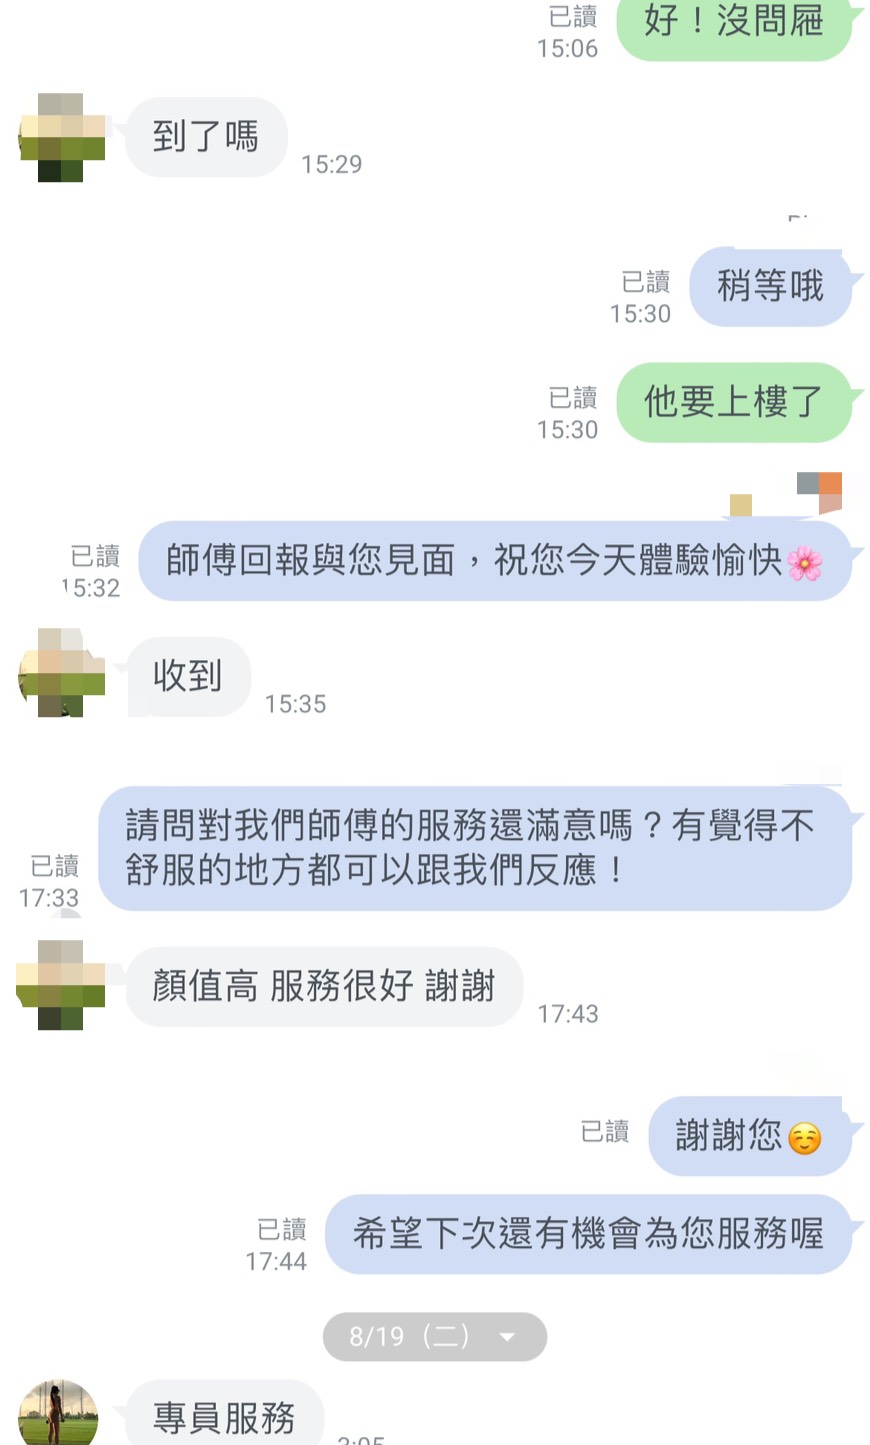 已讀
15:06
好！沒問屜
到了嗎
15:29
已讀
15:30
稍等哦
已讀
15:30
他要上樓了
已讀
15:32
師傅回報與您見面，祝您今天體驗愉快🌸
收到
15:35
請問對我們師傅的服務還滿意嗎？有覺得不
舒服的地方都可以跟我們反應！
已讀
17:33
顏值高 服務很好 謝謝
17:43
已讀
謝謝您☺️
已讀
17:44
希望下次還有機會為您服務喔
8/19（二）
專員服務